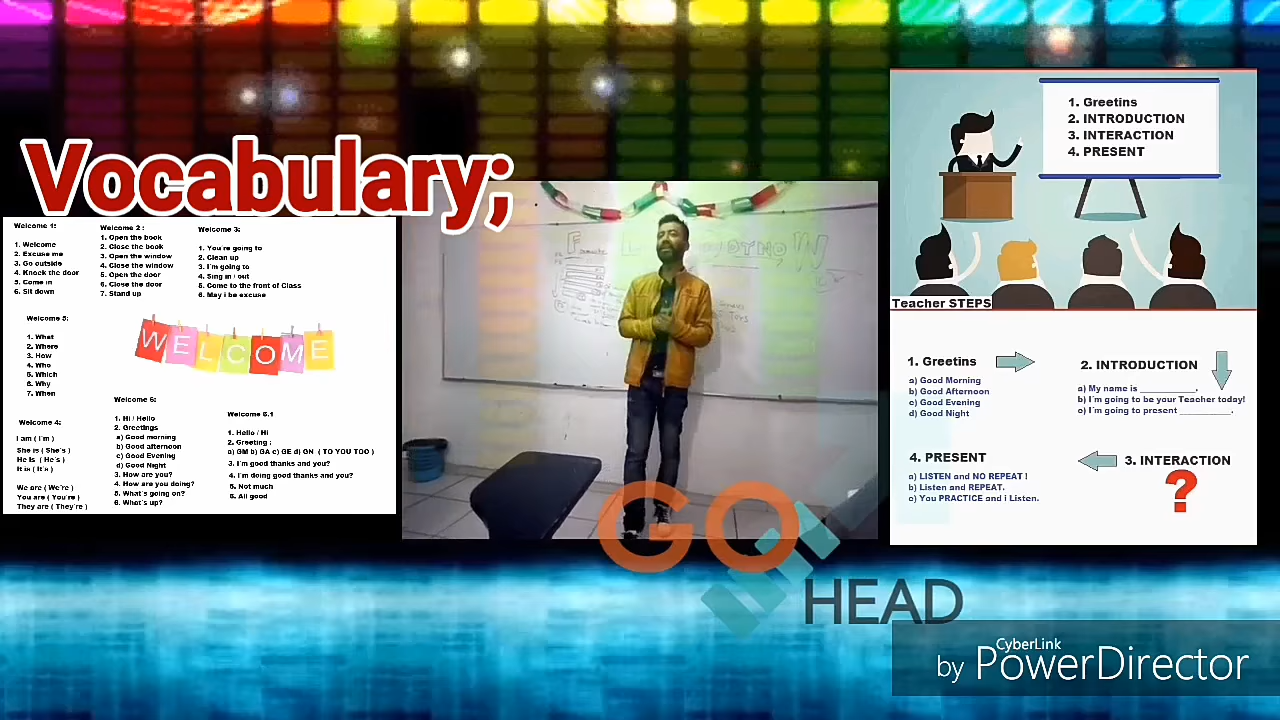 Vocabulary;
Welcome 1:
1. Welcome
2. Excuse me
3. Go outside
4. Knock the door
5. Come in
6. Sit down
Welcome 2 :
1. Open the book
2. Close the book
3. Open the window
4. Close the window
5. Open the door
6. Close the door
7. Stand up
Welcome 3:
1. You're going to
2. Clean up
3. I´m going to
4. Sing in / out
5. Come to the front of Class
6. May i be excuse
Welcome 5:
1. What
2. Where
3. How
4. Who
5. Which
6. Why
7. When
WELCOME
Welcome 4:
I am ( I´m )
She is ( She´s )
He is ( He´s )
It is ( It´s )
We are ( We´re )
You are ( You´re )
They are ( They´re )
Welcome 6:
1. Hi / Hello
2. Greetings
a) Good morning
b) Good afternoon
c) Good Evening
d) Good Night
3. How are you?
4. How are you doing?
5. What´s going on?
6. What´s up?
Welcome 6.1
1. Hello / Hi
2. Greeting :
a) GM b) GA c) GE d) GN ( TO YOU TOO )
3. I'm good thanks and you?
4. I'm doing good thanks and you?
5. Not much
6. All good
1. Greetins
2. INTRODUCTION
3. INTERACTION
4. PRESENT
Teacher STEPS
1. Greetins
a) Good Morning
b) Good Afternoon
c) Good Evening
d) Good Night
2. INTRODUCTION
a) My name is __________.
b) I´m going to be your Teacher today!
c) I´m going to present __________.
4. PRESENT
a) LISTEN and NO REPEAT !
b) Listen and REPEAT.
c) You PRACTICE and i Listen.
3. INTERACTION
?
GO
HEAD
CyberLink
by PowerDirector